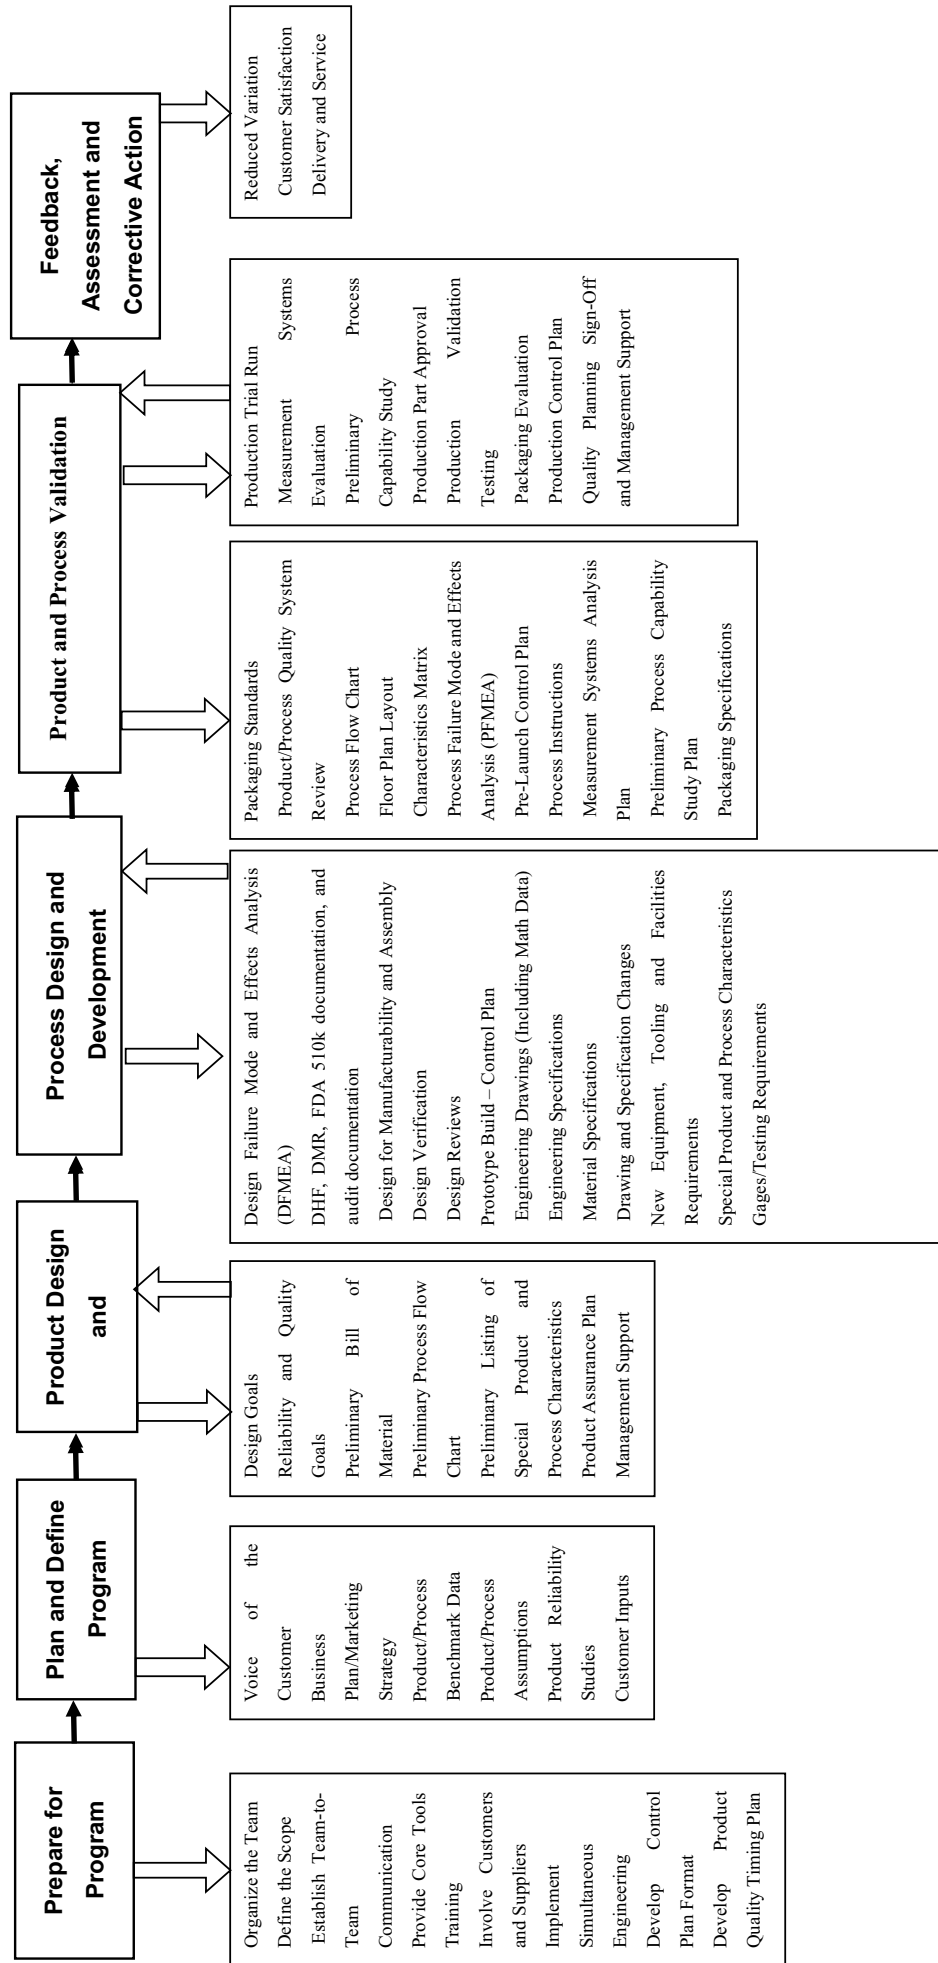 Prepare for
Program
Plan and Define
Program
Product Design
and
Process Design and
Development
Product and Process Validation
Feedback,
Assessment and
Corrective Action
Organize the Team
Define the Scope
Establish Team-to-
Team
Communication
Provide Core Tools
Training
Involve Customers
and Suppliers
Implement
Simultaneous
Engineering
Develop Control
Plan Format
Develop Product
Quality Timing Plan
Voice of the
Customer
Business
Plan/Marketing
Strategy
Product/Process
Benchmark Data
Product/Process
Assumptions
Product Reliability
Studies
Customer Inputs
Design Goals
Reliability and Quality
Goals
Preliminary Bill of
Material
Preliminary Process Flow
Chart
Preliminary Listing of
Special Product and
Process Characteristics
Product Assurance Plan
Management Support
Design Failure Mode and Effects Analysis
(DFMEA)
DHF, DMR, FDA 510k documentation, and
audit documentation
Design for Manufacturability and Assembly
Design Verification
Design Reviews
Prototype Build – Control Plan
Engineering Drawings (Including Math Data)
Engineering Specifications
Material Specifications
Drawing and Specification Changes
New Equipment, Tooling and Facilities
Requirements
Special Product and Process Characteristics
Gages/Testing Requirements
Packaging Standards
Product/Process Quality System
Review
Process Flow Chart
Floor Plan Layout
Characteristics Matrix
Process Failure Mode and Effects
Analysis (PFMEA)
Pre-Launch Control Plan
Process Instructions
Measurement Systems Analysis
Plan
Preliminary Process Capability
Study Plan
Packaging Specifications
Production Trial Run
Measurement Systems
Evaluation
Preliminary Process
Capability Study
Production Part Approval
Production Validation
Testing
Packaging Evaluation
Production Control Plan
Quality Planning Sign-Off
and Management Support
Reduced Variation
Customer Satisfaction
Delivery and Service